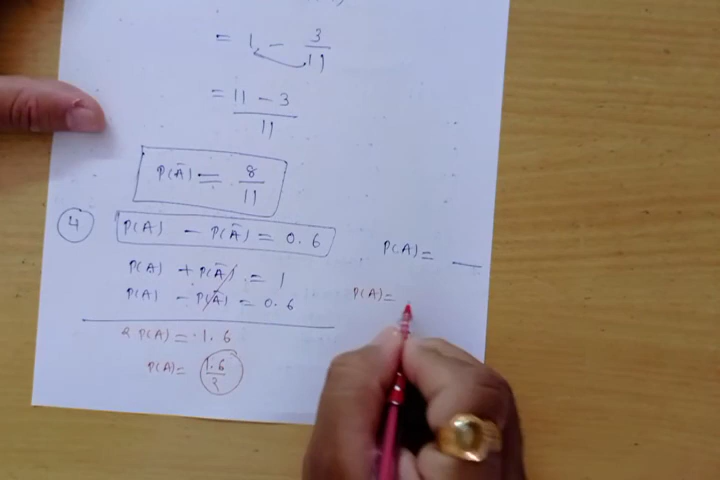 = 1 - 3/11
= 11 - 3/11
P(Ā) = 8/11
4 P(A) - P(Ā) = 0.6
P(A) + P(Ā) = 1
P(A) - P(Ā) = 0.6
2 P(A) = 1.6
P(A) = 1.6/2
P(A) = __
P(A) =